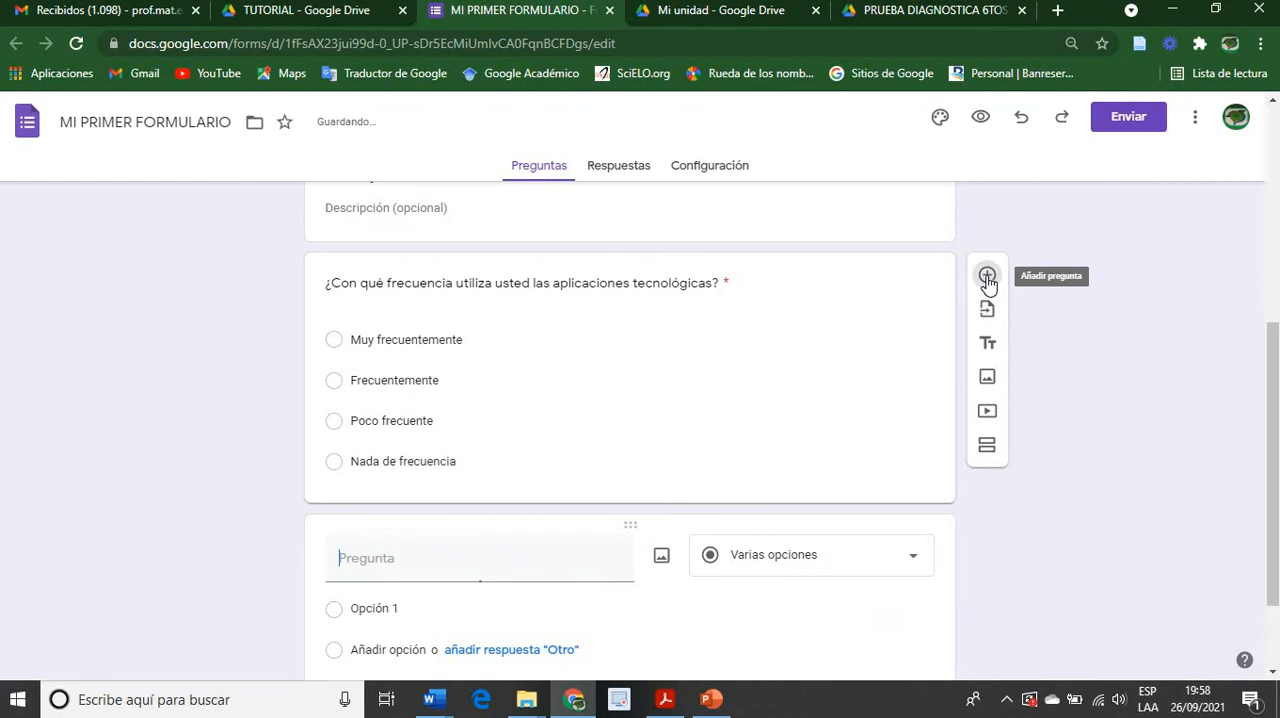 Recibidos (1.098) - prof.mat.e
TUTORIAL - Google Drive
MI PRIMER FORMULARIO - F
Mi unidad - Google Drive
PRUEBA DIAGNOSTICA 6TOS
docs.google.com/forms/d/1fFsAX23jui99d-0_UP-sDr5EcMiUmlvCA0FqnBCFDgs/edit
Aplicaciones
Gmail
YouTube
Maps
Traductor de Google
Google Académico
SciELO.org
Rueda de los nomb...
Sitios de Google
Personal | Banreser...
Lista de lectura
MI PRIMER FORMULARIO
Guardando...
Enviar
Preguntas
Respuestas
Configuración
Descripción (opcional)
¿Con qué frecuencia utiliza usted las aplicaciones tecnológicas? *
Añadir pregunta
Muy frecuentemente
Frecuentemente
Poco frecuente
Nada de frecuencia
Pregunta
Varias opciones
Opción 1
Añadir opción o añadir respuesta "Otro"
Escribe aquí para buscar
ESP
LAA
19:58
26/09/2021